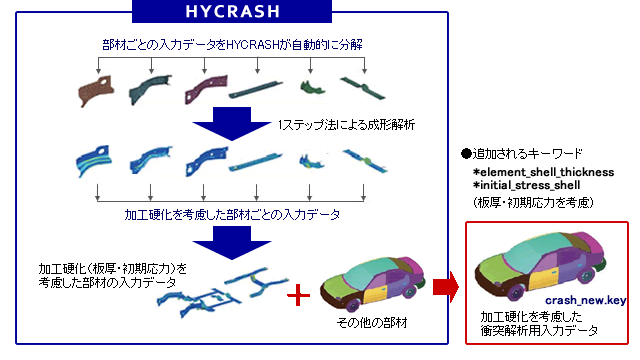 HYCRASH
部材ごとの入力データをHYCRASHが自動的に分解
1ステップ法による成形解析
加工硬化を考慮した部材ごとの入力データ
加工硬化(板厚・初期応力)を
考慮した部材の入力データ
その他の部材
●追加されるキーワード
*element_shell_thickness
*initial_stress_shell
(板厚・初期応力を考慮)
crash_new.key
加工硬化を考慮した
衝突解析用入力データ